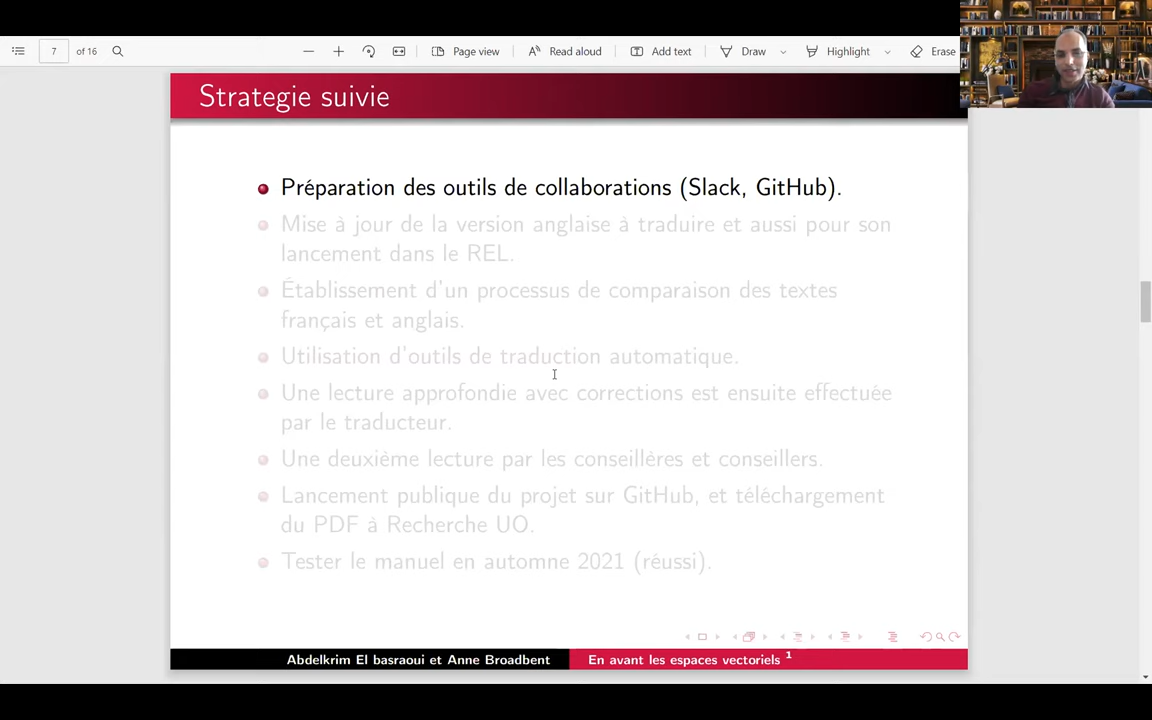 7 of 16 Page view Read aloud Add text Draw Highlight Erase
Strategie suivie
Préparation des outils de collaborations (Slack, GitHub).
Mise à jour de la version anglaise à traduire et aussi pour son
lancement dans le REL.
Établissement d'un processus de comparaison des textes
français et anglais.
Utilisation d'outils de traduction automatique.
Une lecture approfondie avec corrections est ensuite effectuée
par le traducteur.
Une deuxième lecture par les conseillères et conseillers.
Lancement publique du projet sur GitHub, et téléchargement
du PDF à Recherche UO.
Tester le manuel en automne 2021 (réussi).
Abdelkrim El basraoui et Anne Broadbent En avant les espaces vectoriels 1